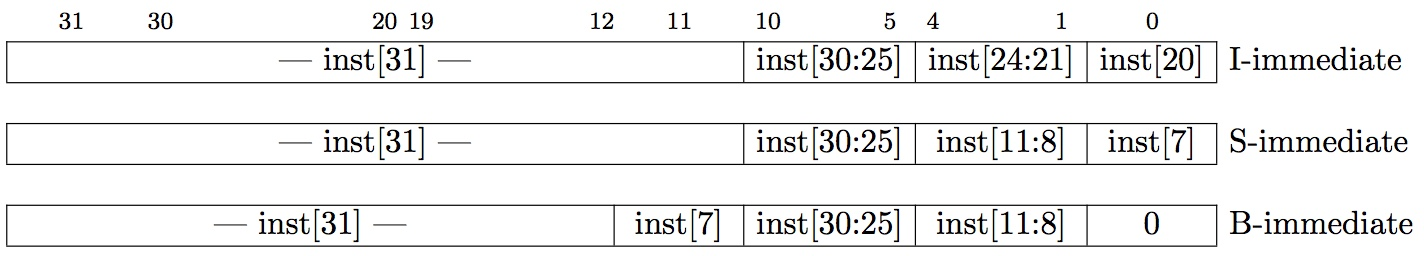 31 30 20 19 12 11 10 5 4 1 0
— inst[31] — inst[30:25] inst[24:21] inst[20] I-immediate
— inst[31] — inst[30:25] inst[11:8] inst[7] S-immediate
— inst[31] — inst[7] inst[30:25] inst[11:8] 0 B-immediate